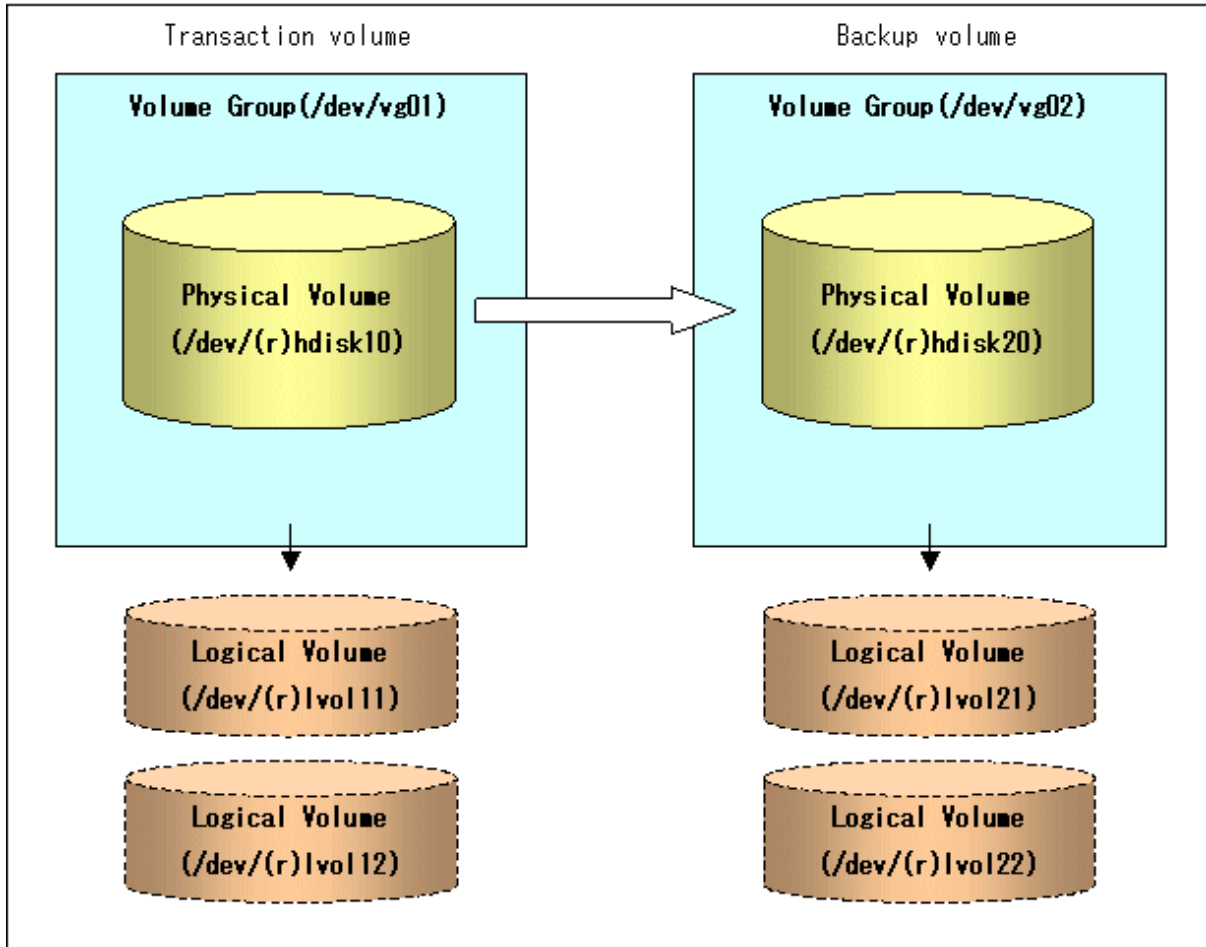 Transaction volume
Volume Group(/dev/vg01)
Physical Volume
(/dev/(r)hdisk10)
Logical Volume
(/dev/(r)lvol11)
Logical Volume
(/dev/(r)lvol12)
Backup volume
Volume Group(/dev/vg02)
Physical Volume
(/dev/(r)hdisk20)
Logical Volume
(/dev/(r)lvol21)
Logical Volume
(/dev/(r)lvol22)